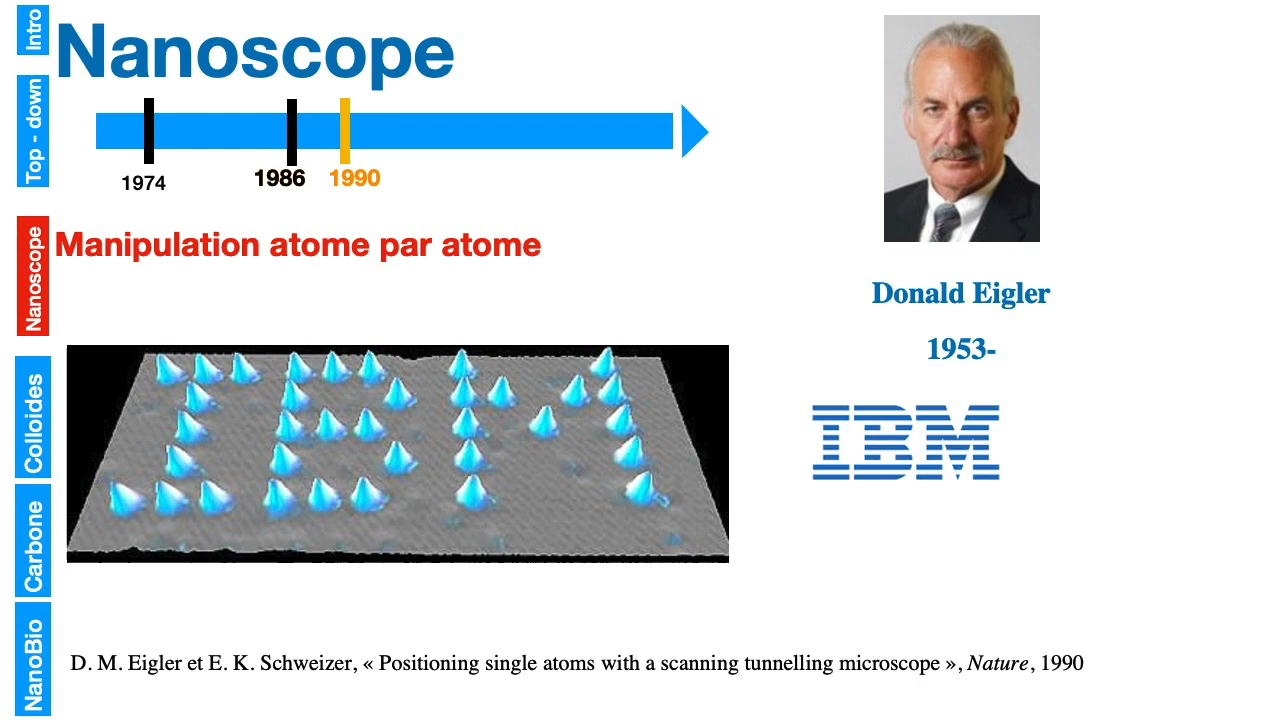 Nanoscope
1974
1986
1990
Manipulation atome par atome
Donald Eigler
1953-
IBM
IBM
D. M. Eigler et E. K. Schweizer, « Positioning single atoms with a scanning tunnelling microscope », Nature, 1990
Intro
Top - down
Nanoscope
Colloides
Carbone
NanoBio